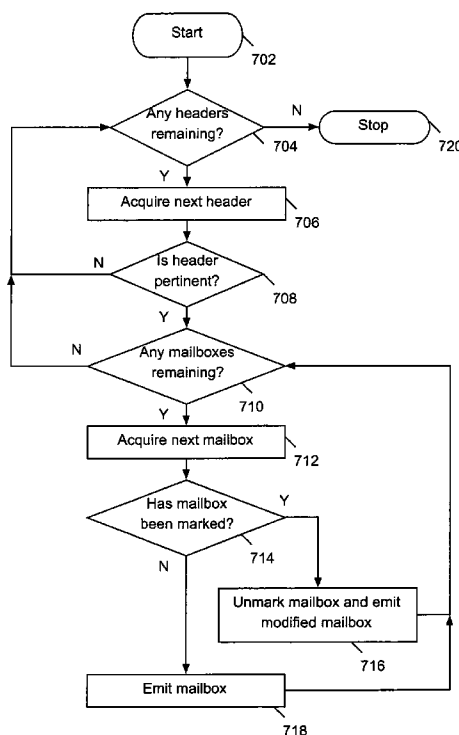 Start
702
Any headers
remaining?
N
704
Stop
720
Y
Acquire next header
706
N
Is header
pertinent?
708
Y
N
Any mailboxes
remaining?
710
Y
Acquire next mailbox
712
Has mailbox
been marked?
Y
714
N
Unmark mailbox and emit
modified mailbox
716
Emit mailbox
718